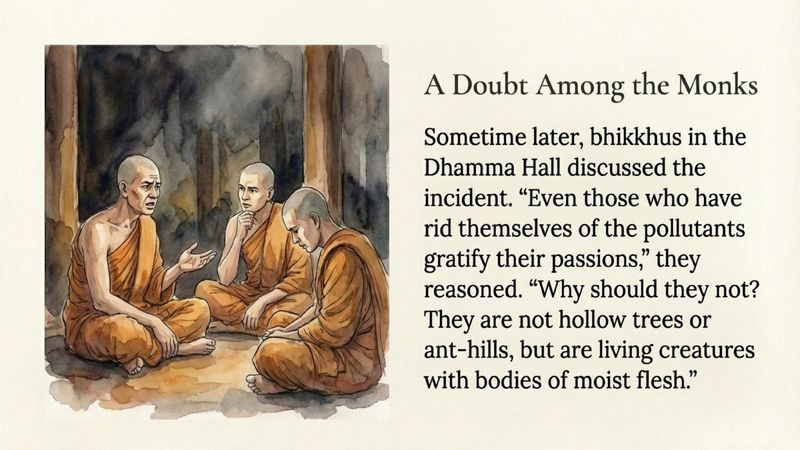 A Doubt Among the Monks
Sometime later, bhikkhus in the
Dhamma Hall discussed the
incident. “Even those who have
rid themselves of the pollutants
gratify their passions,” they
reasoned. “Why should they not?
They are not hollow trees or
ant-hills, but are living creatures
with bodies of moist flesh.”